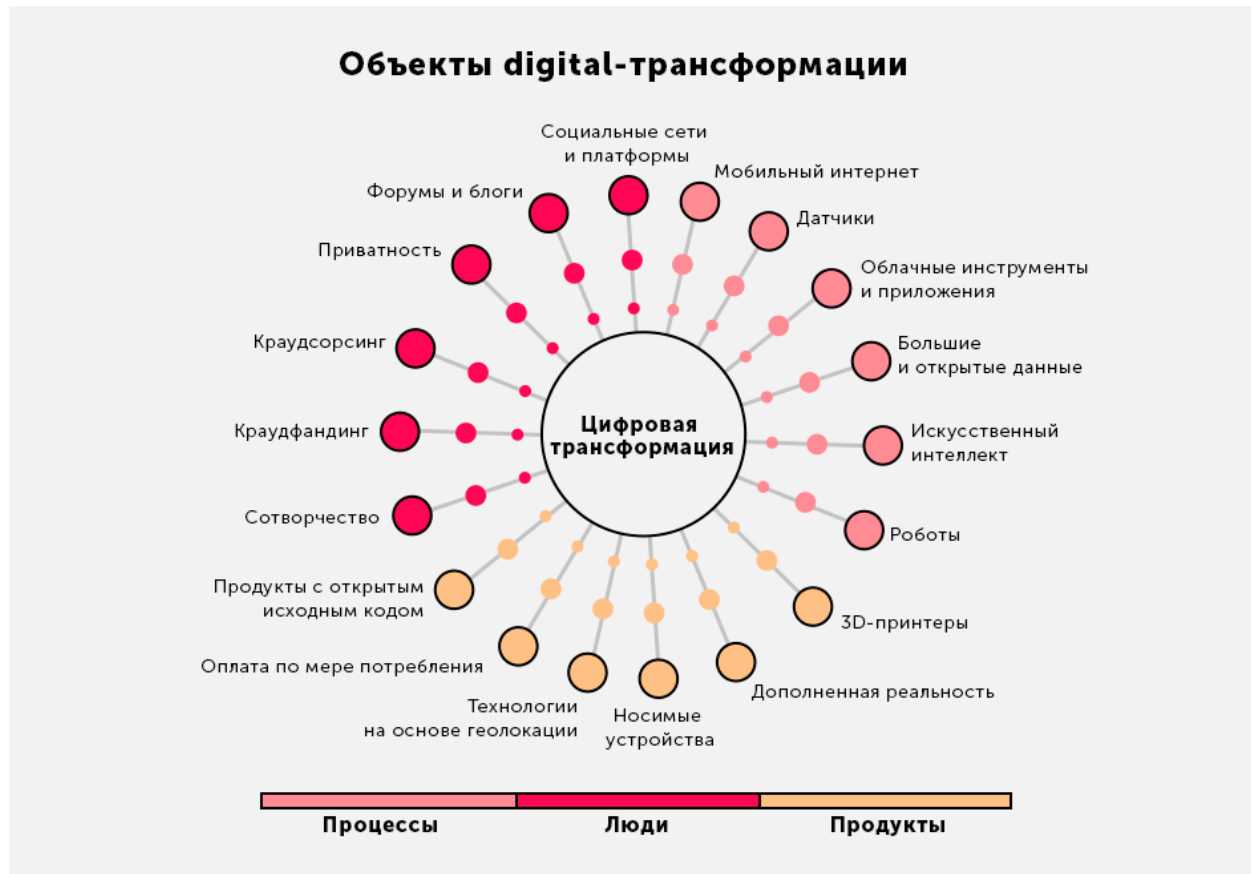 Объекты digital-трансформации
Социальные сети
и платформы
Мобильный интернет
Форумы и блоги
Датчики
Приватность
Облачные инструменты
и приложения
Краудсорсинг
Большие
и открытые данные
Цифровая
трансформация
Краудфандинг
Искусственный
интеллект
Сотворчество
Роботы
Продукты с открытым
исходным кодом
3D-принтеры
Оплата по мере потребления
Дополненная реальность
Технологии
на основе геолокации
Носимые
устройства
Процессы
Люди
Продукты